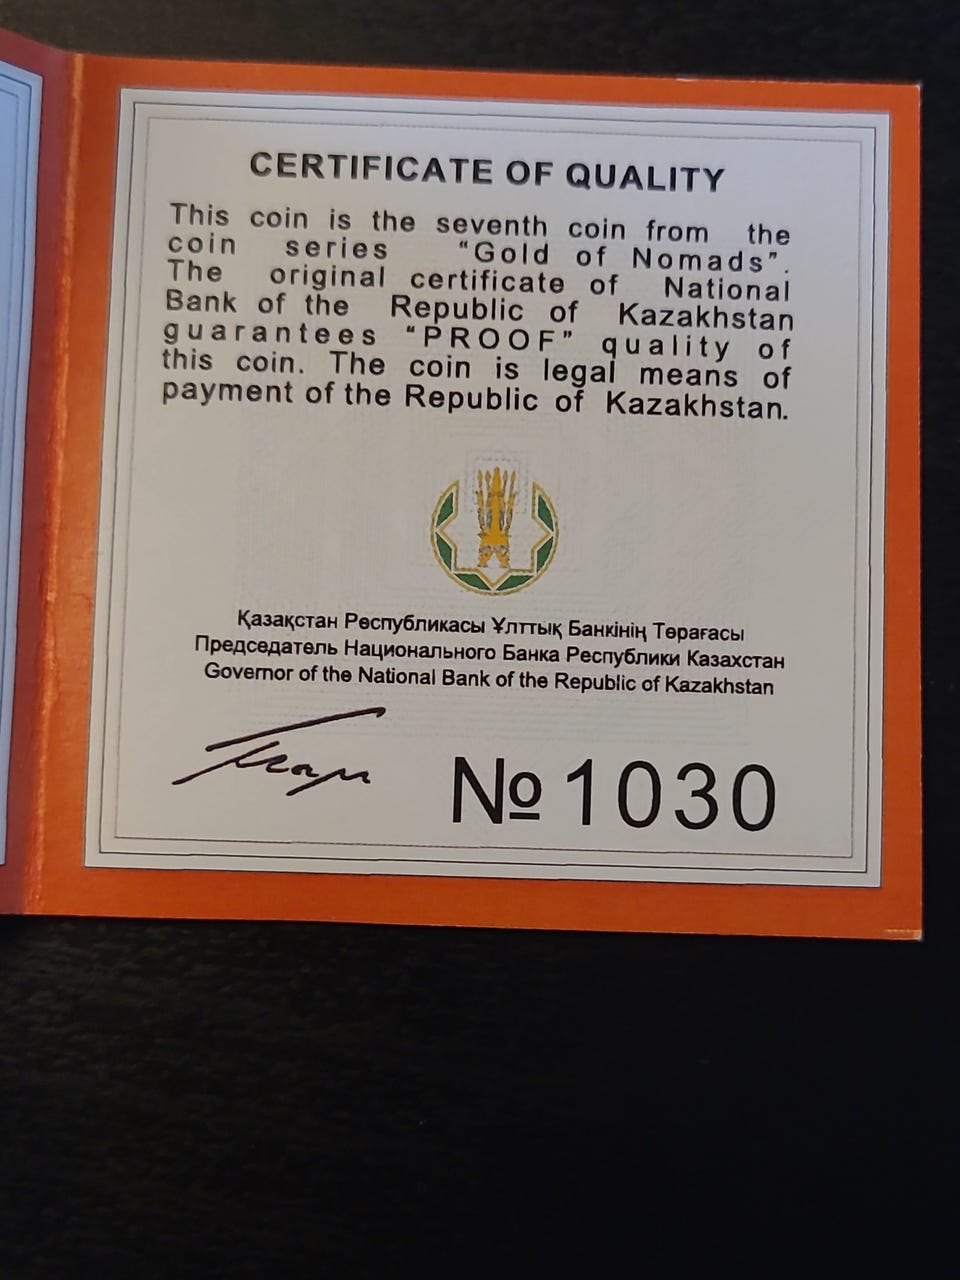 CERTIFICATE OF QUALITY
This coin is the seventh coin from the
coin series “Gold of Nomads”.
The original certificate of National
Bank of the Republic of Kazakhstan
guarantees “PROOF” quality of
this coin. The coin is legal means of
payment of the Republic of Kazakhstan.
Қазақстан Республикасы Ұлттық Банкінің Төрағасы
Председатель Национального Банка Республики Казахстан
Governor of the National Bank of the Republic of Kazakhstan
№ 1030